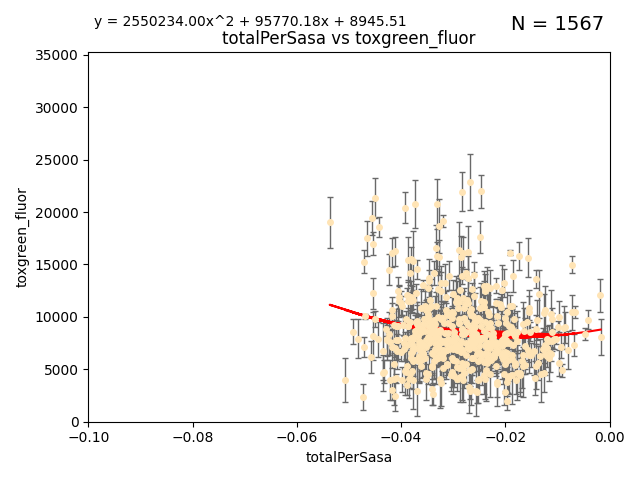 y = 2550234.00x^2 + 95770.18x + 8945.51
N = 1567
totalPerSasa vs toxgreen_fluor
35000
30000
25000
20000
15000
10000
5000
0
toxgreen_fluor
−0.10
−0.08
−0.06
−0.04
−0.02
0.00
totalPerSasa